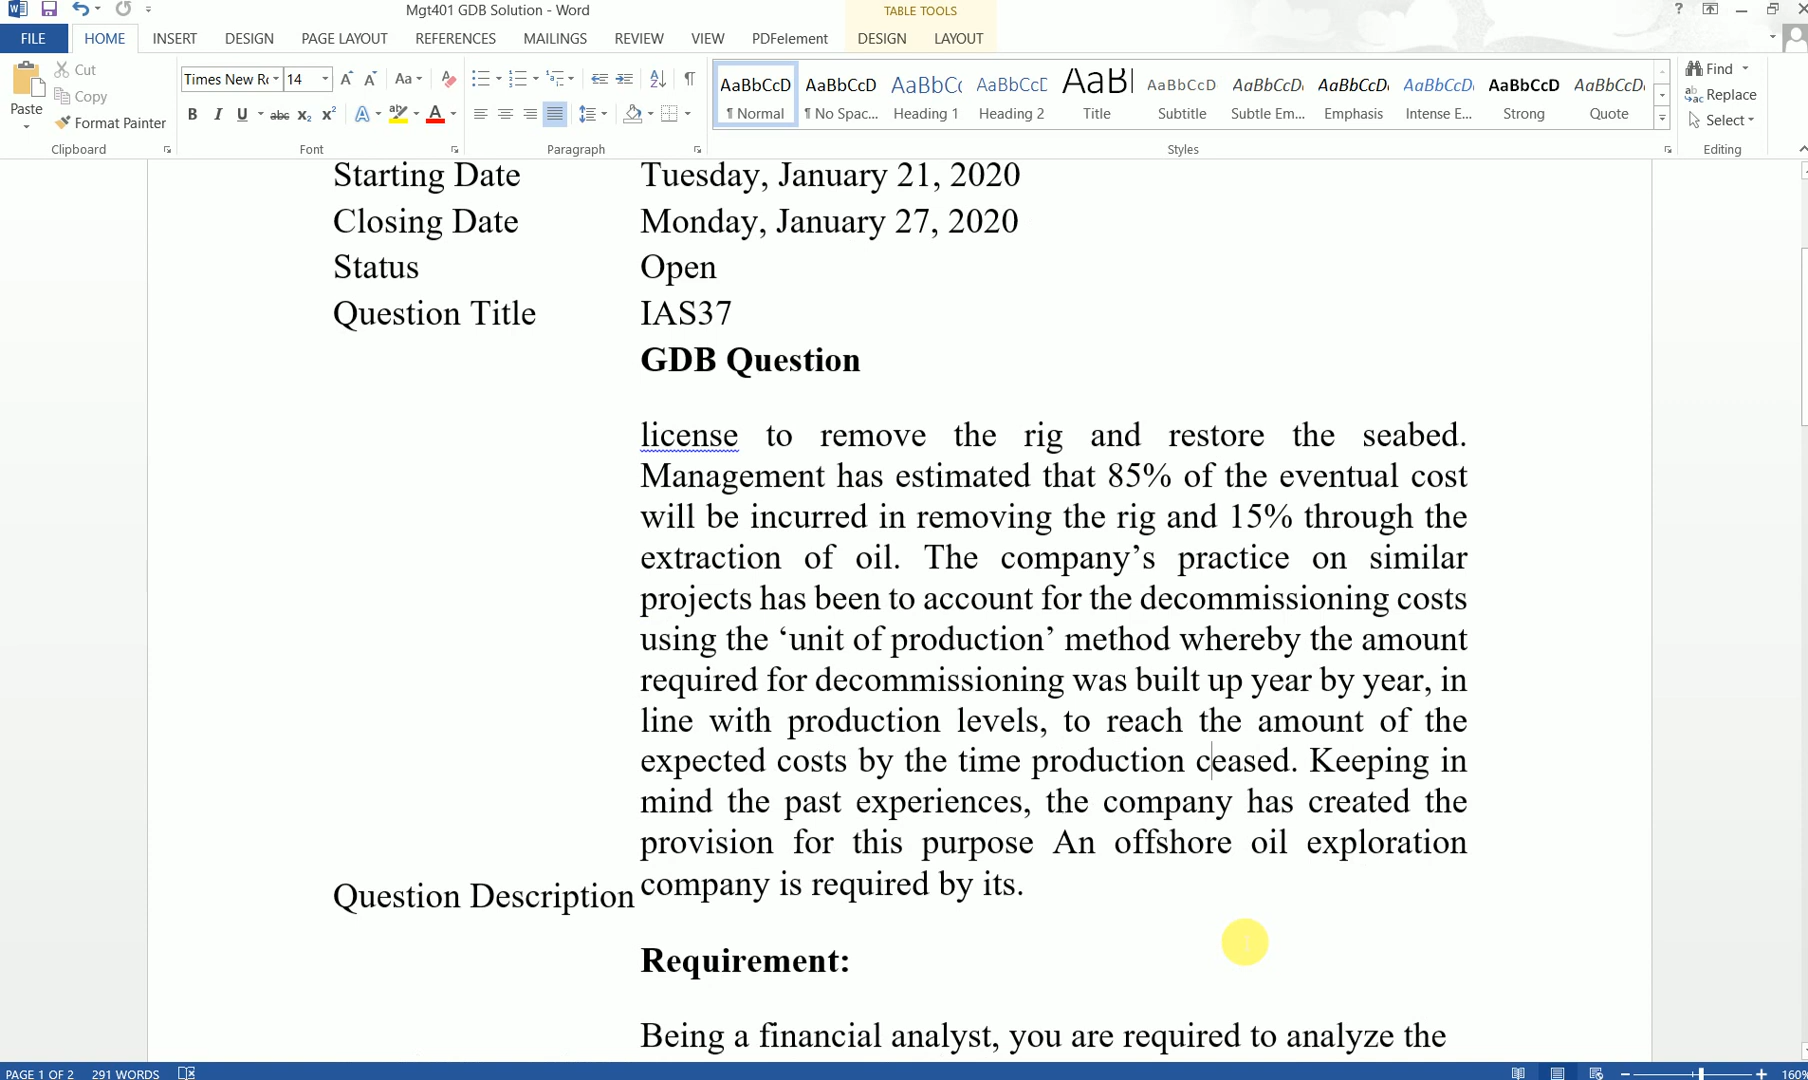 Mgt401 GDB Solution - Word
TABLE TOOLS
FILE HOME INSERT DESIGN PAGE LAYOUT REFERENCES MAILINGS REVIEW VIEW PDFelement DESIGN LAYOUT
Paste
Cut
Copy
Format Painter
Clipboard
Times New Ro 14
Font
Paragraph
AaBbCcD AaBbCcD AaBbCc AaBbCcD AaBl AaBbCcD AaBbCcD AaBbCcD AaBbCcD AaBbCcD AaBbCcD
¶ Normal ¶ No Spac... Heading 1 Heading 2 Title Subtitle Subtle Em... Emphasis Intense E... Strong Quote
Styles
Find
Replace
Select
Editing
Starting Date Tuesday, January 21, 2020
Closing Date Monday, January 27, 2020
Status Open
Question Title IAS37
GDB Question
license to remove the rig and restore the seabed.
Management has estimated that 85% of the eventual cost
will be incurred in removing the rig and 15% through the
extraction of oil. The company’s practice on similar
projects has been to account for the decommissioning costs
using the ‘unit of production’ method whereby the amount
required for decommissioning was built up year by year, in
line with production levels, to reach the amount of the
expected costs by the time production ceased. Keeping in
mind the past experiences, the company has created the
provision for this purpose An offshore oil exploration
company is required by its.
Question Description
Requirement:
Being a financial analyst, you are required to analyze the
PAGE 1 OF 2 291 WORDS 160%